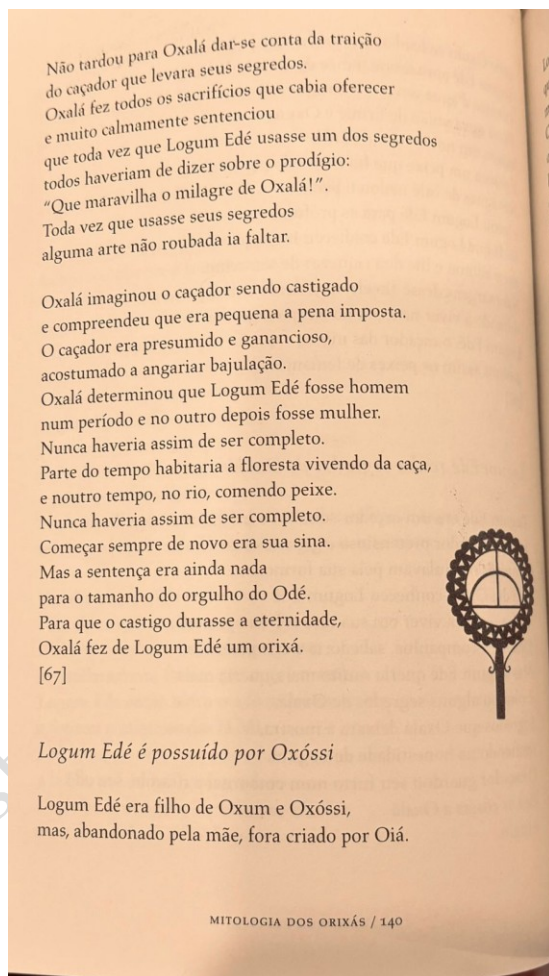 Não tardou para Oxalá dar-se conta da traição
do caçador que levara seus segredos.
Oxalá fez todos os sacrifícios que cabia oferecer
e muito calmamente sentenciou
que toda vez que Logum Edé usasse um dos segredos
todos haveriam de dizer sobre o prodígio:
“Que maravilha o milagre de Oxalá!”.
Toda vez que usasse seus segredos
alguma arte não roubada ia faltar.
Oxalá imaginou o caçador sendo castigado
e compreendeu que era pequena a pena imposta.
O caçador era presumido e ganancioso,
acostumado a angariar bajulação.
Oxalá determinou que Logum Edé fosse homem
num período e no outro depois fosse mulher.
Nunca haveria assim de ser completo.
Parte do tempo habitaria a floresta vivendo da caça,
e noutro tempo, no rio, comendo peixe.
Nunca haveria assim de ser completo.
Começar sempre de novo era sua sina.
Mas a sentença era ainda nada
para o tamanho do orgulho do Odé.
Para que o castigo durasse a eternidade,
Oxalá fez de Logum Edé um orixá.
[67]
Logum Edé é possuído por Oxóssi
Logum Edé era filho de Oxum e Oxóssi,
mas, abandonado pela mãe, fora criado por Oiá.
MITOLOGIA DOS ORIXÁS / 140